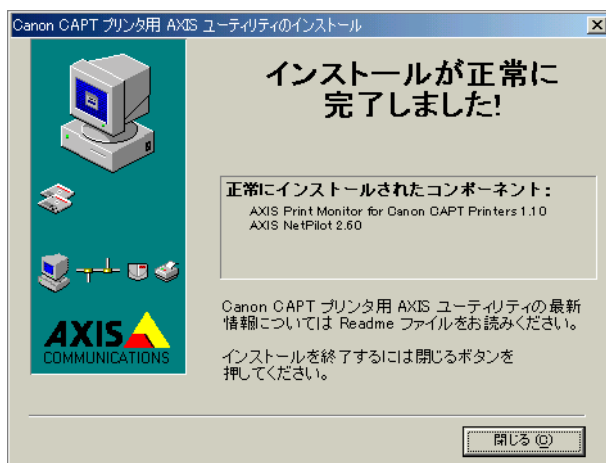 Canon CAPT プリンタ用 AXIS ユーティリティのインストール
インストールが正常に
完了しました!
正常にインストールされたコンポーネント:
AXIS Print Monitor for Canon CAPT Printers 1.10
AXIS NetPilot 2.60
Canon CAPT プリンタ用 AXIS ユーティリティの最新
情報については Readme ファイルをお読みください。
インストールを終了するには閉じるボタンを
押してください。
AXIS
COMMUNICATIONS
閉じる (C)